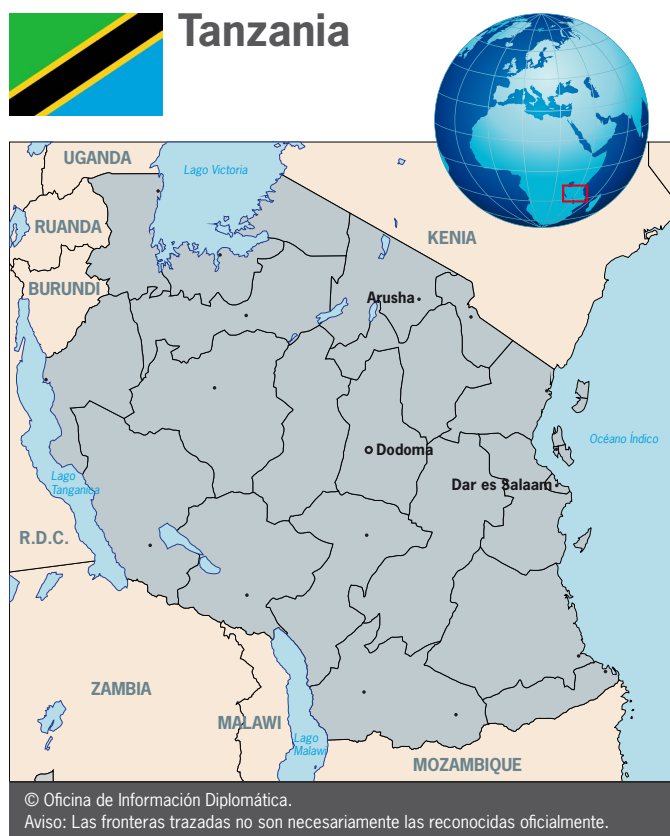 Tanzania
UGANDA
Lago Victoria
RUANDA
KENIA
BURUNDI
Arusha
Océano Índico
Dodoma
Lago
Tanganica
Dar es Salaam
R.D.C.
ZAMBIA
MALAWI
Lago
Malawi
MOZAMBIQUE
© Oficina de Información Diplomática.
Aviso: Las fronteras trazadas no son necesariamente las reconocidas oficialmente.